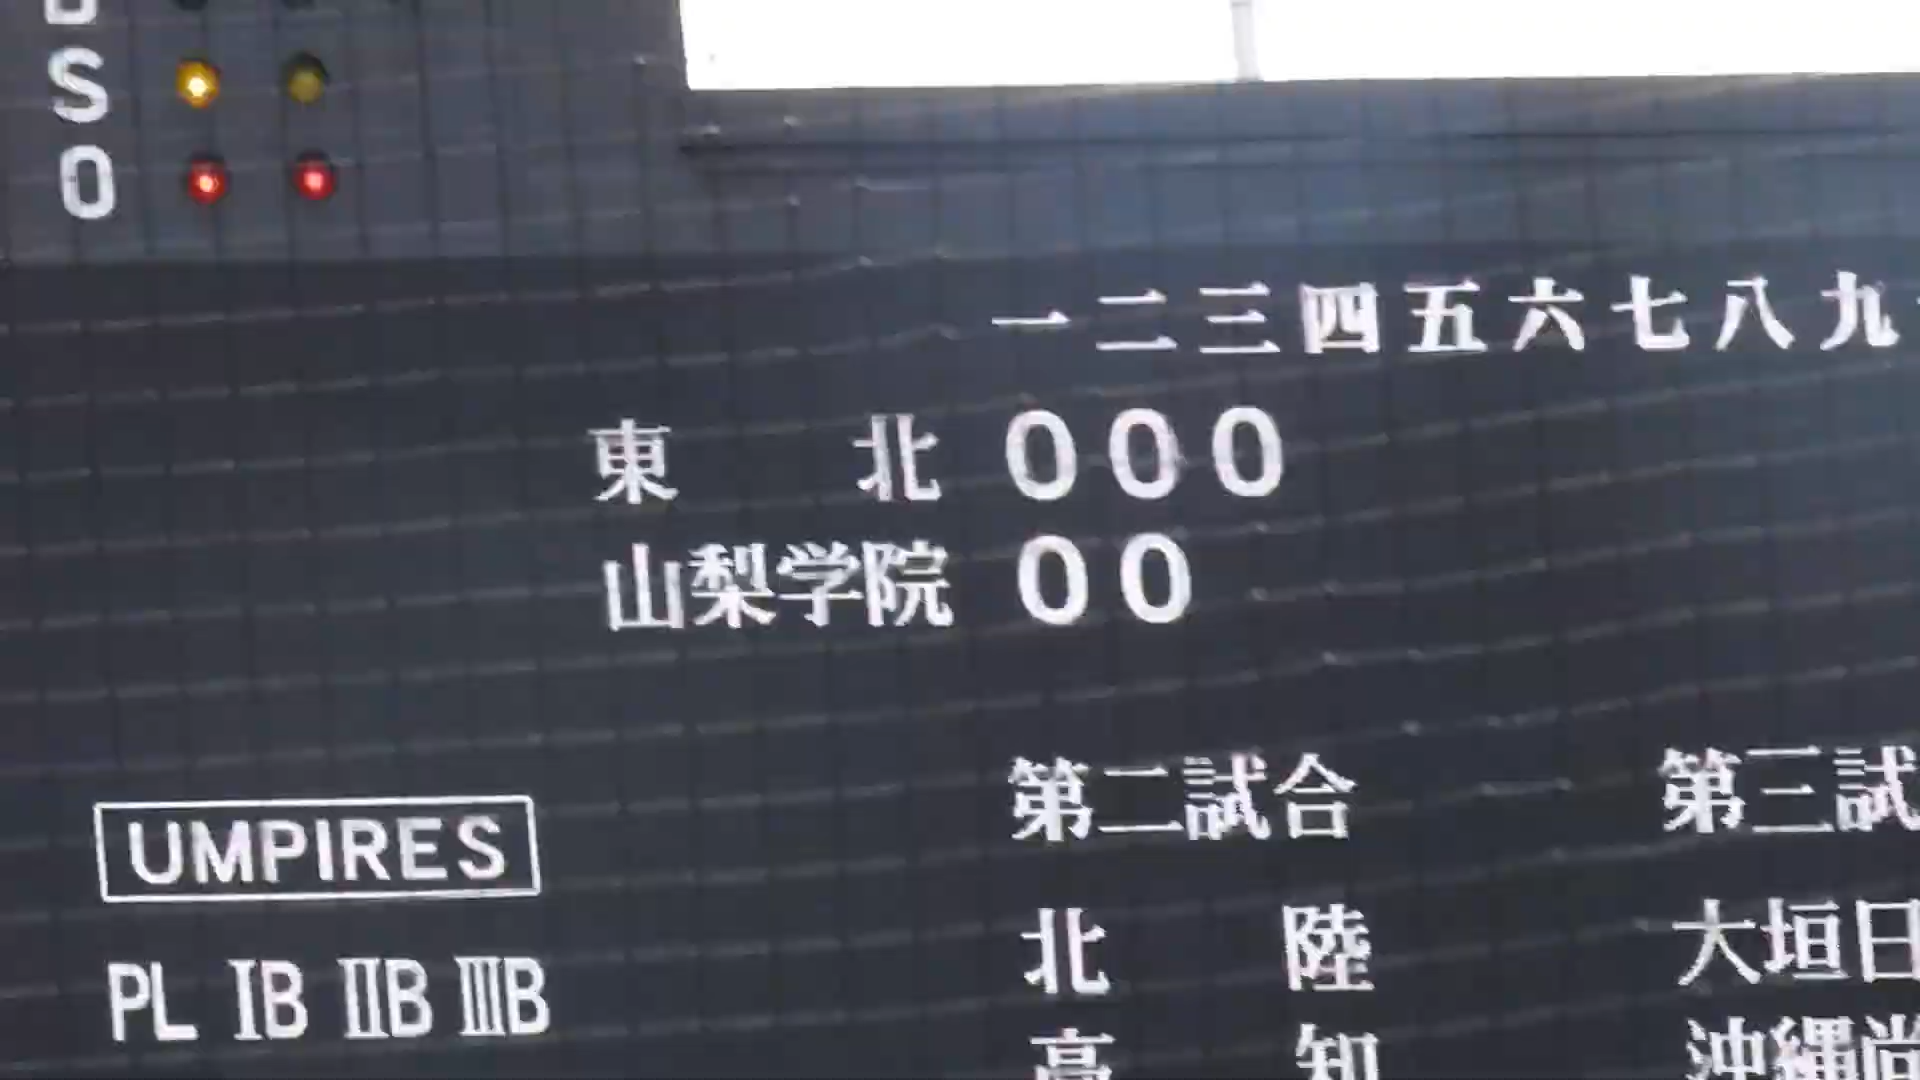 B
S
O
一 二 三 四 五 六 七 八 九
東 北 0 0 0
山梨学院 0 0
UMPIRES
PL IB IIB IIIB
第二試合 第三試
北 陸 大垣日
高 知 沖縄尚